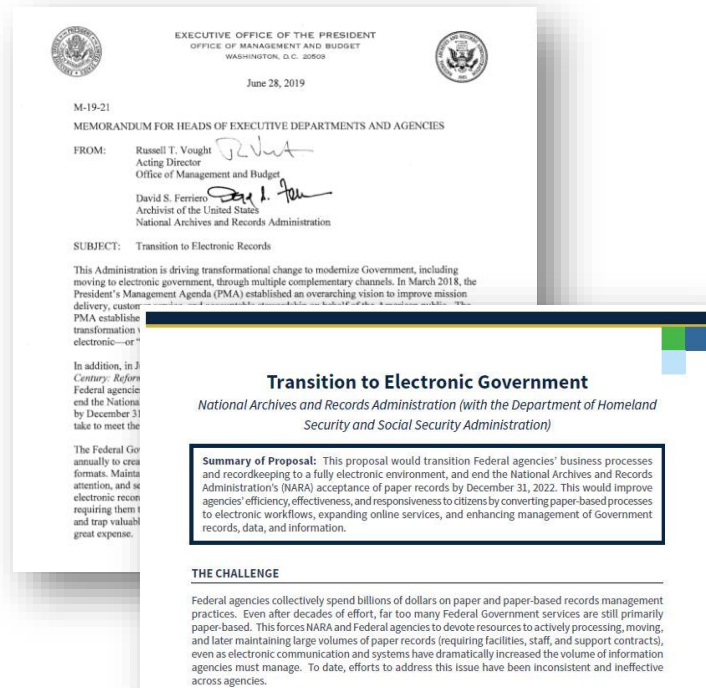 EXECUTIVE OFFICE OF THE PRESIDENT
OFFICE OF MANAGEMENT AND BUDGET
WASHINGTON, D.C. 20503
June 28, 2019
M-19-21
MEMORANDUM FOR HEADS OF EXECUTIVE DEPARTMENTS AND AGENCIES
FROM: Russell T. Vought
Acting Director
Office of Management and Budget
David S. Ferriero
Archivist of the United States
National Archives and Records Administration
SUBJECT: Transition to Electronic Records
This Administration is driving transformational change to modernize Government, including
moving to electronic government, through multiple complementary channels. In March 2018, the
President's Management Agenda (PMA) established an overarching vision to improve mission
delivery, customer service, and accountable stewardship on behalf of the American public. The
PMA establishe
transformation
electronic—or "
In addition, in J
Century: Reform
Federal agencie
end the Nationa
by December 31
take to meet the
The Federal Go
annually to crea
formats. Mainta
attention, and se
electronic recor
requiring them t
and trap valuabl
great expense.
Transition to Electronic Government
National Archives and Records Administration (with the Department of Homeland
Security and Social Security Administration)
Summary of Proposal: This proposal would transition Federal agencies' business processes
and recordkeeping to a fully electronic environment, and end the National Archives and Records
Administration's (NARA) acceptance of paper records by December 31, 2022. This would improve
agencies' efficiency, effectiveness, and responsiveness to citizens by converting paper-based processes
to electronic workflows, expanding online services, and enhancing management of Government
records, data, and information.
THE CHALLENGE
Federal agencies collectively spend billions of dollars on paper and paper-based records management
practices. Even after decades of effort, far too many Federal Government services are still primarily
paper-based. This forces NARA and Federal agencies to devote resources to actively processing, moving,
and later maintaining large volumes of paper records (requiring facilities, staff, and support contracts),
even as electronic communication and systems have dramatically increased the volume of information
agencies must manage. To date, efforts to address this issue have been inconsistent and ineffective
across agencies.